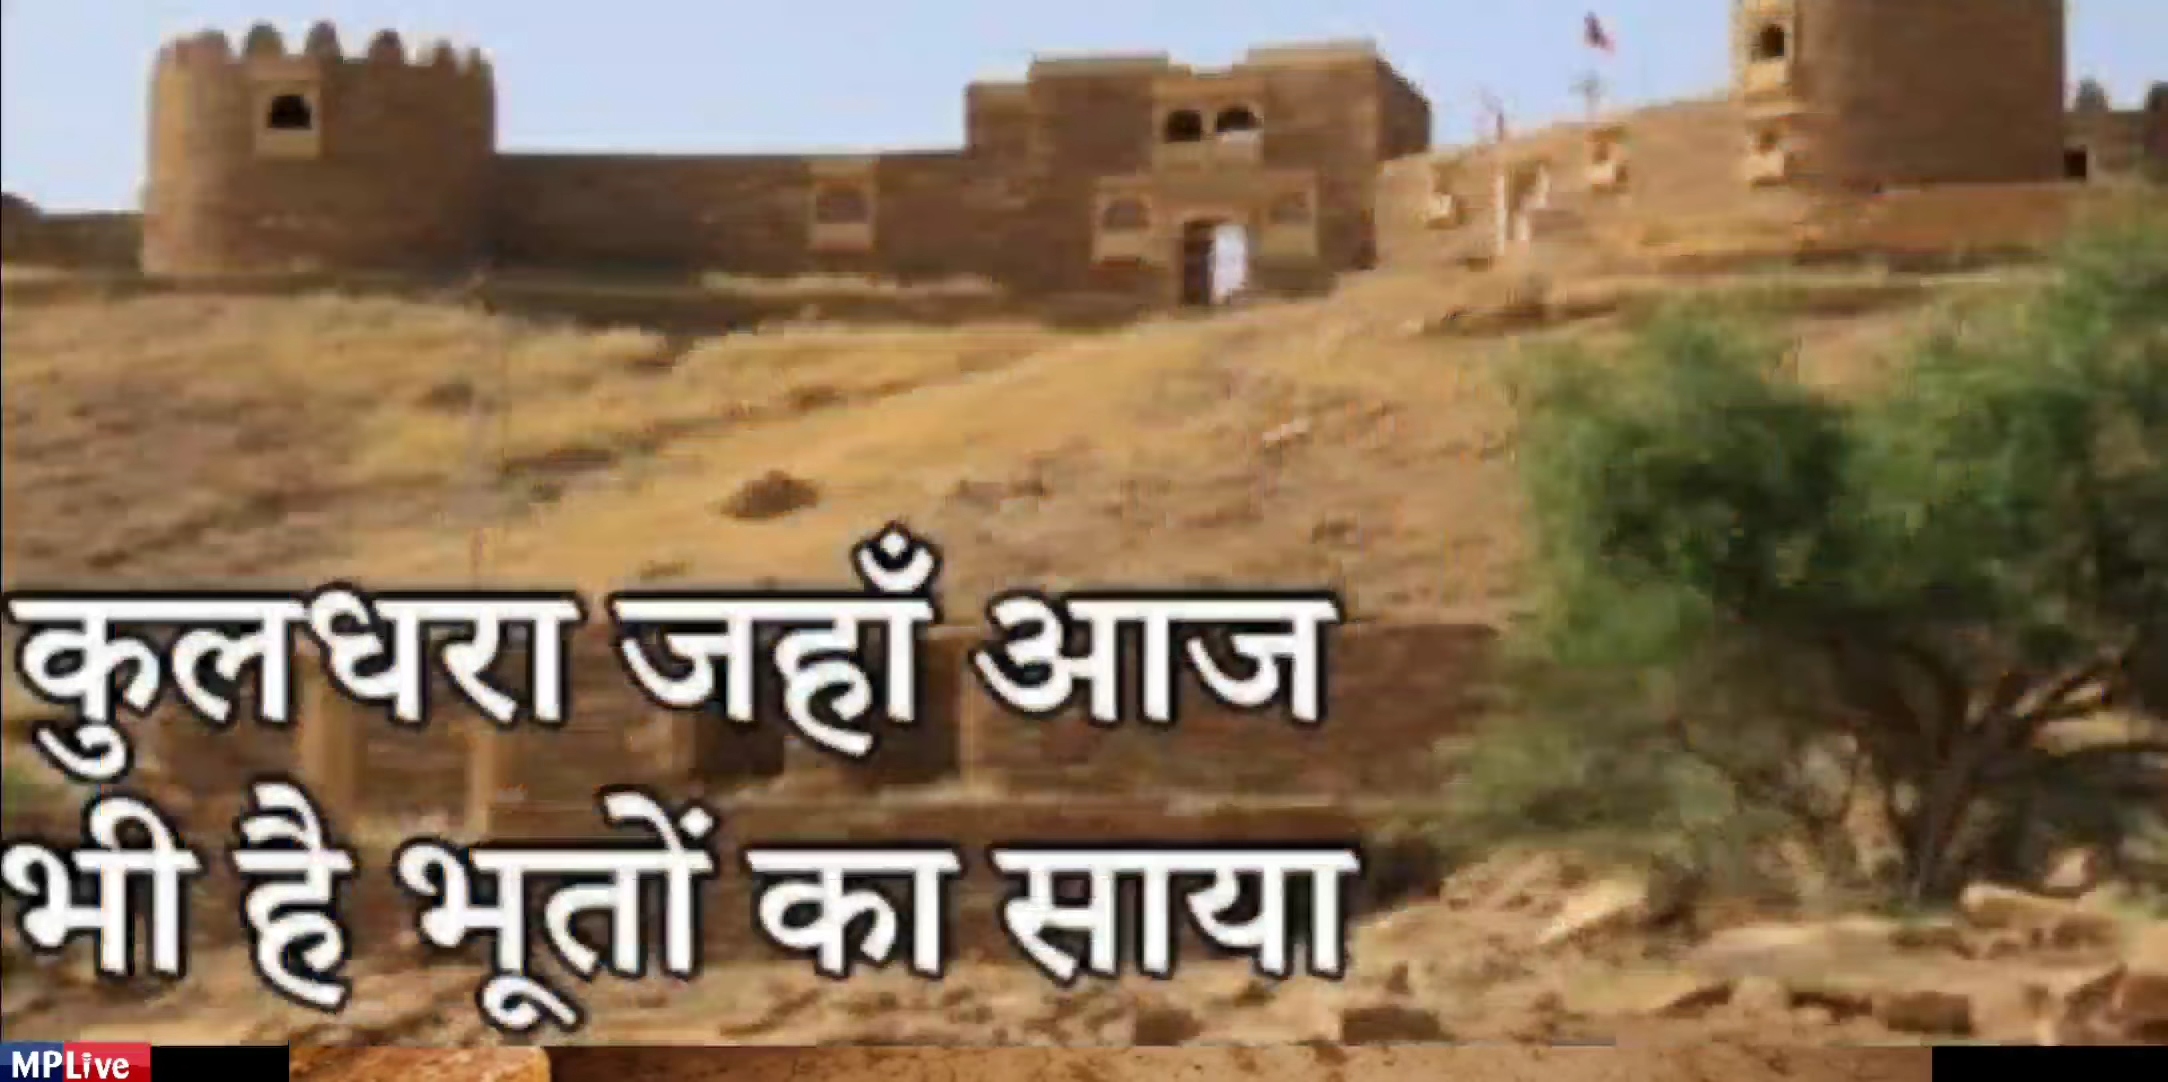 कुलधरा जहाँ आज
भी है भूतों का साया
MPLive